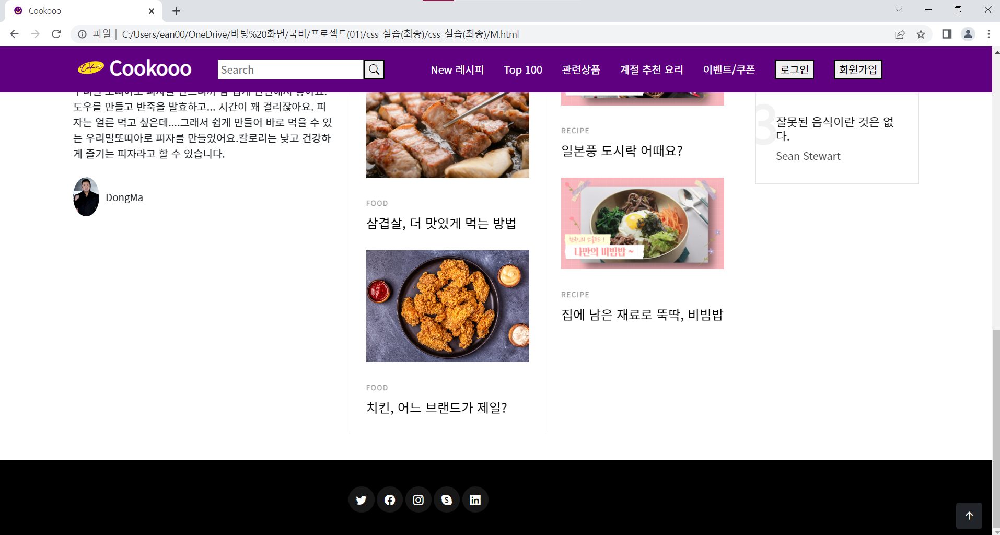 Cookooo
파일 | C:/Users/ean00/OneDrive/바탕%20화면/국비/프로젝트(01)/css_실습(최종)/css_실습(최종)/M.html
Cookooo
Search
New 레시피
Top 100
관련상품
계절 추천 요리
이벤트/쿠폰
로그인
회원가입
도우를 만들고 반죽을 발효하고... 시간이 꽤 걸리잖아요. 피
자는 얼른 먹고 싶은데....그래서 쉽게 만들어 바로 먹을 수 있
는 우리밀또띠아로 피자를 만들었어요.칼로리는 낮고 건강하
게 즐기는 피자라고 할 수 있습니다.
DongMa
FOOD
삼겹살, 더 맛있게 먹는 방법
FOOD
치킨, 어느 브랜드가 제일?
RECIPE
일본풍 도시락 어때요?
한국인의 소울푸드 !
나만의 비빔밥 ~
RECIPE
집에 남은 재료로 뚝딱, 비빔밥
3
잘못된 음식이란 것은 없
다.
Sean Stewart